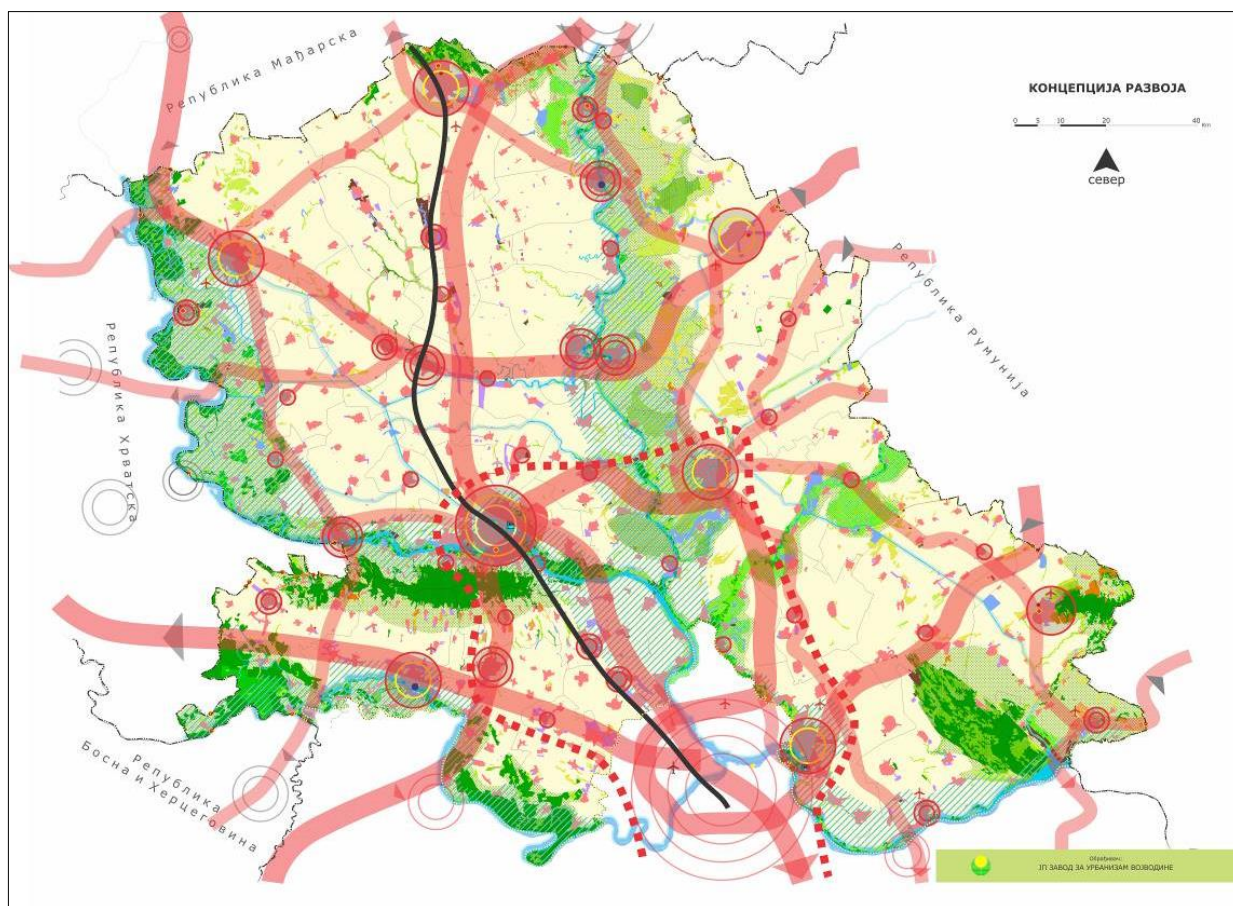 Република Мађарска
КОНЦЕПЦИЈА РАЗВОЈА
0 5 10 20 40
Km
север
Република Румунија
Република Хрватска
Република
Босна и Херцеговина
Обрађивач:
ЈП ЗАВОД ЗА УРБАНИЗАМ ВОЈВОДИНЕ